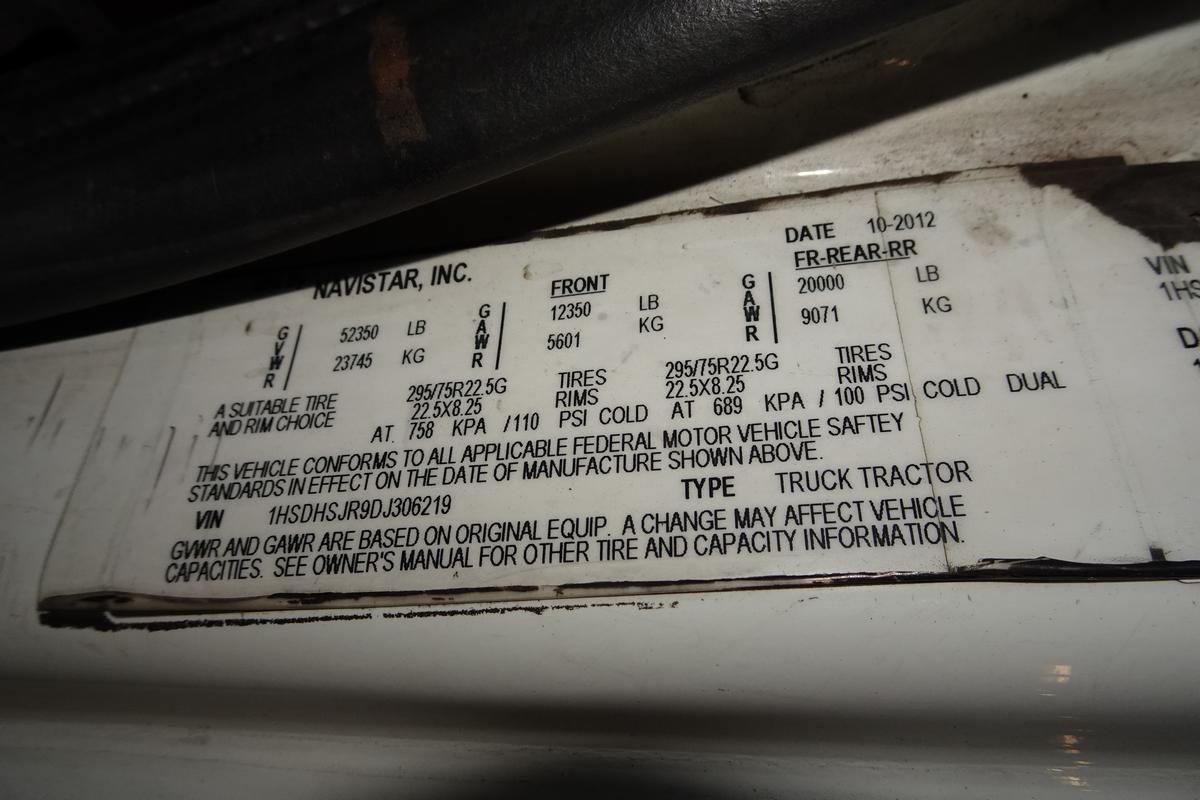 NAVISTAR, INC.
DATE 10-2012
FRONT
FR-REAR-RR
GVWR 52350 LB
23745 KG
GAWR 12350 LB
5601 KG
GAWR 20000 LB
9071 KG
A SUITABLE TIRE 295/75R22.5G TIRES 295/75R22.5G TIRES
AND RIM CHOICE 22.5X8.25 RIMS 22.5X8.25 RIMS
AT 758 KPA /110 PSI COLD AT 689 KPA / 100 PSI COLD DUAL
THIS VEHICLE CONFORMS TO ALL APPLICABLE FEDERAL MOTOR VEHICLE SAFTEY
STANDARDS IN EFFECT ON THE DATE OF MANUFACTURE SHOWN ABOVE.
VIN 1HSDHSJR9DJ306219 TYPE TRUCK TRACTOR
GVWR AND GAWR ARE BASED ON ORIGINAL EQUIP. A CHANGE MAY AFFECT VEHICLE
CAPACITIES. SEE OWNER'S MANUAL FOR OTHER TIRE AND CAPACITY INFORMATION.
VIN
1HS